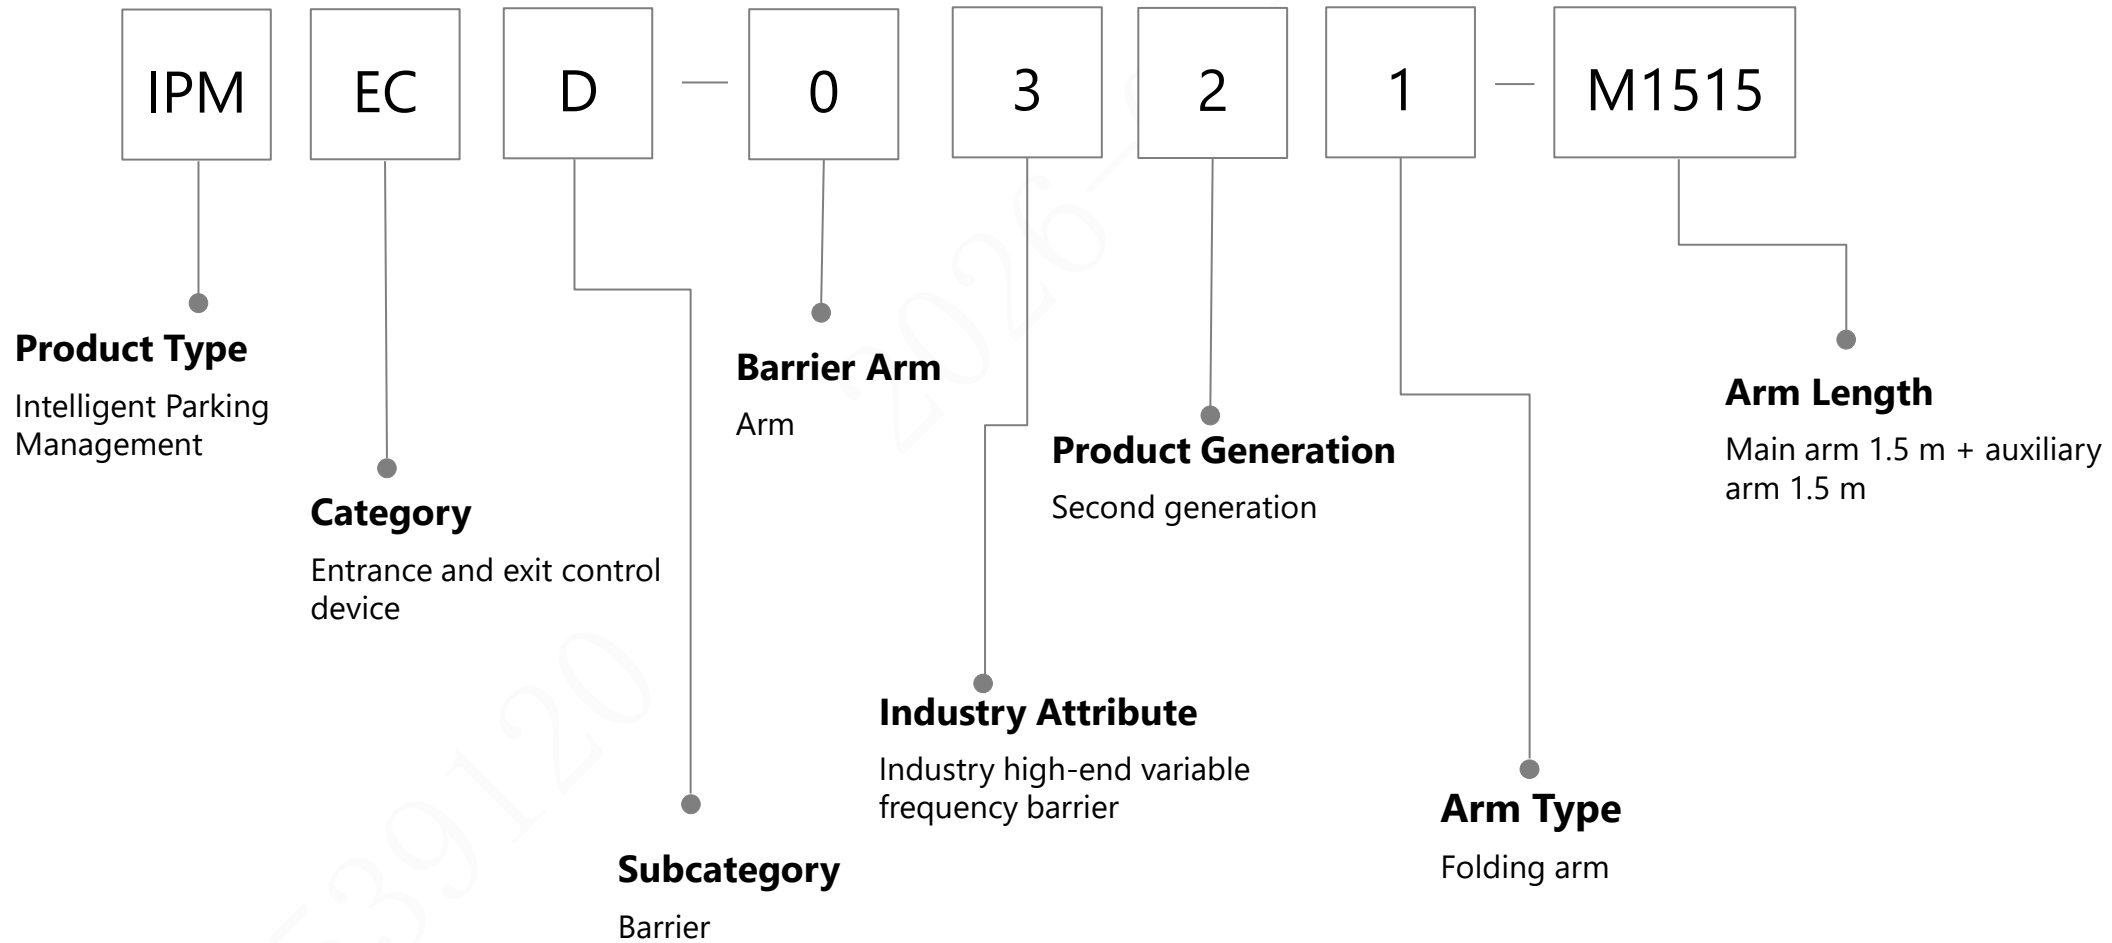 IPM EC D — 0 3 2 1 — M1515
Product Type
Intelligent Parking
Management
Category
Entrance and exit control
device
Subcategory
Barrier
Barrier Arm
Arm
Industry Attribute
Industry high-end variable
frequency barrier
Product Generation
Second generation
Arm Type
Folding arm
Arm Length
Main arm 1.5 m + auxiliary
arm 1.5 m